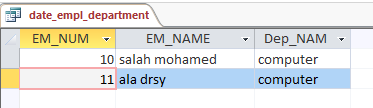 date_empl_department
EM_NUM EM_NAME Dep_NAM
10 salah mohamed computer
11 ala drsy computer